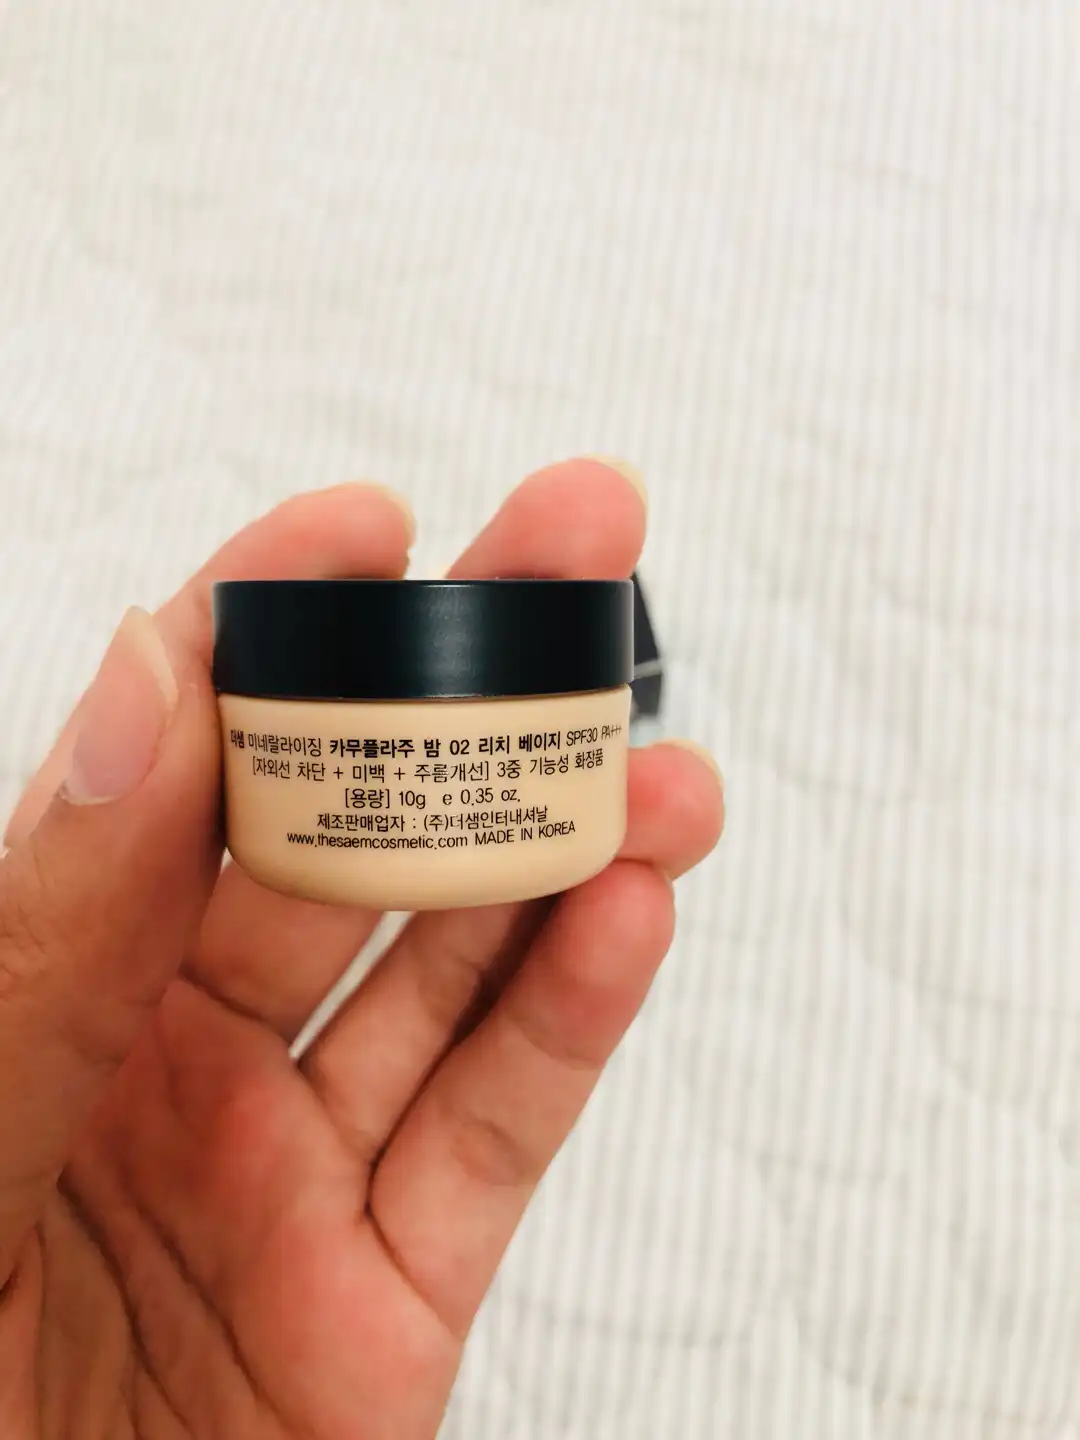 더샘 미네랄라이징 카무플라주 밤 02 리치 베이지 SPF30 PA+++
[자외선 차단 + 미백 + 주름개선] 3중 기능성 화장품
[용량] 10g e 0.35 oz.
제조판매업자 : (주)더샘인터내셔날
www.thesaemcosmetic.com MADE IN KOREA